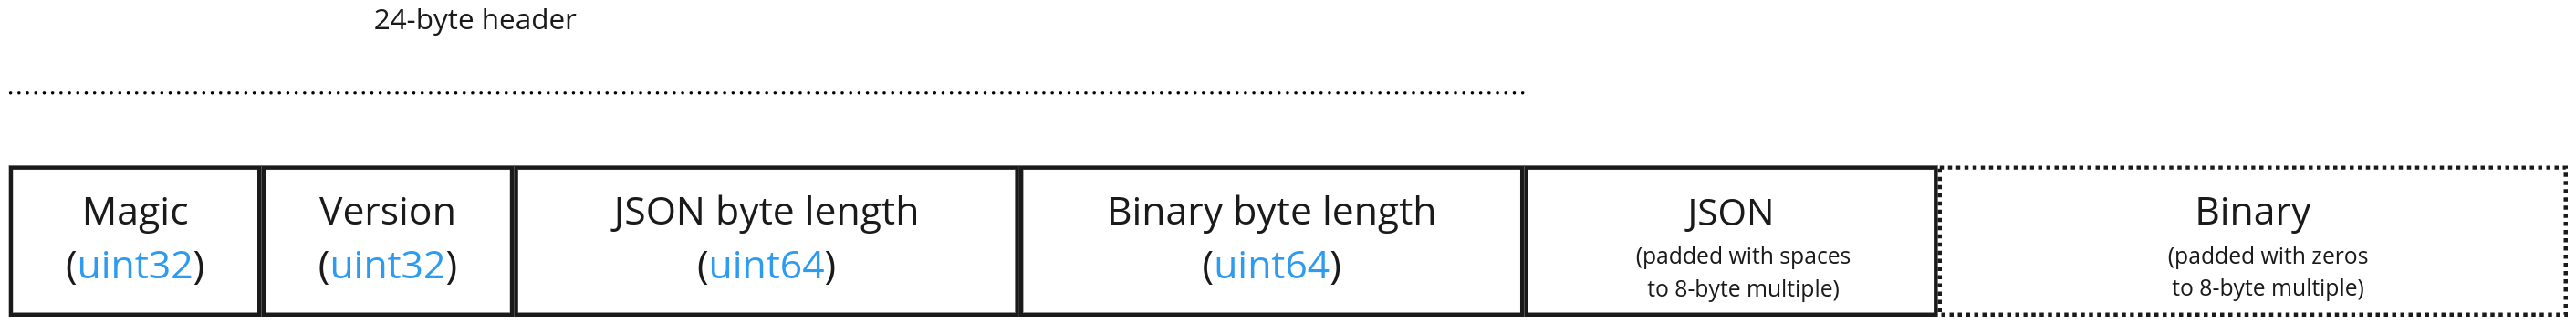 24-byte header
Magic
(uint32)
Version
(uint32)
JSON byte length
(uint64)
Binary byte length
(uint64)
JSON
(padded with spaces
to 8-byte multiple)
Binary
(padded with zeros
to 8-byte multiple)